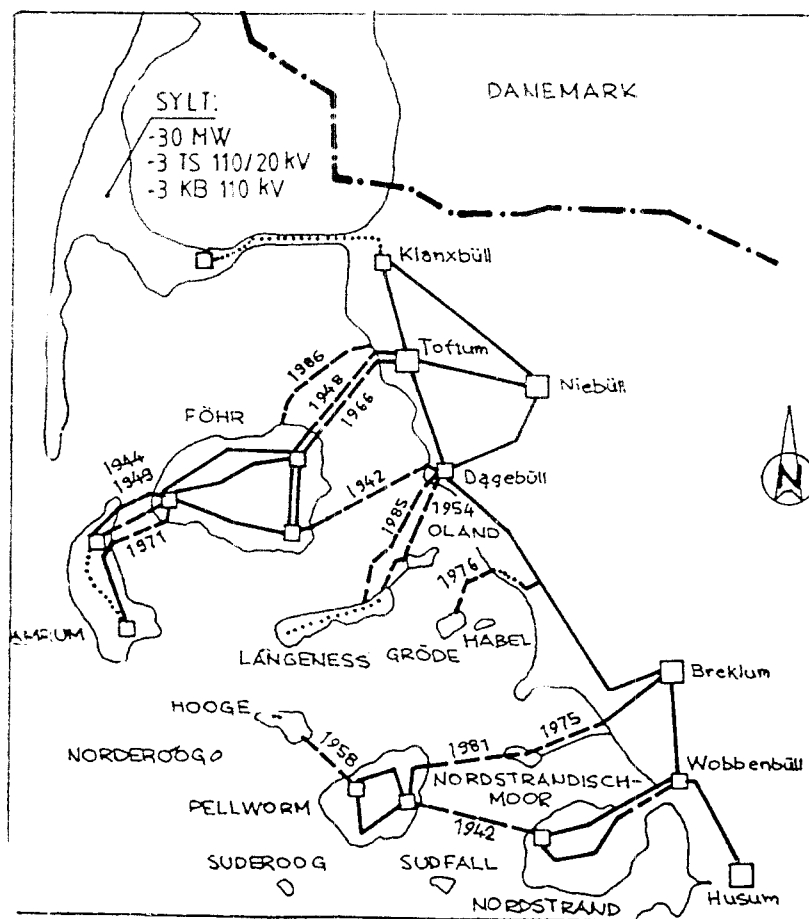 DANEMARK
SYLT:
-30 MW
-3 TS 110/20 kV
-3 KB 110 kV
Klanxbüll
Toftum
1986
1948
1966
Niebüll
FÖHR
1944
1949
1942
Dagebüll
N
1985
1954
OLAND
1971
1976
AMRUM
LANGENESS
GRÖDE
HABEL
Breklum
HOOGE
1958
1981
1975
NORDEROOG
Wobbenbüll
NORDSTRANDISCH-
MOOR
PELLWORM
1942
SUDEROOG
SUDFALL
NORDSTRAND
Husum